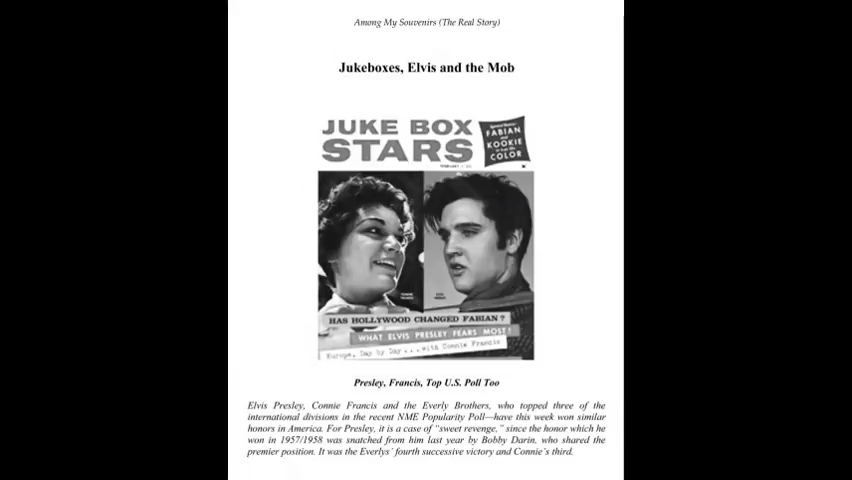 Among My Souvenirs (The Real Story)
Jukeboxes, Elvis and the Mob
JUKE BOX
STARS
FABIAN
and
KOOKIE
COLOR
HAS HOLLYWOOD CHANGED FABIAN?
WHAT ELVIS PRESLEY FEARS MOST!
Europe, Day by Day...with Connie Francis
Presley, Francis, Top U.S. Poll Too
Elvis Presley, Connie Francis and the Everly Brothers, who topped three of the
international divisions in the recent NME Popularity Poll—have this week won similar
honors in America. For Presley, it is a case of “sweet revenge,” since the honor which he
won in 1957/1958 was snatched from him last year by Bobby Darin, who shared the
premier position. It was the Everlys’ fourth successive victory and Connie’s third.